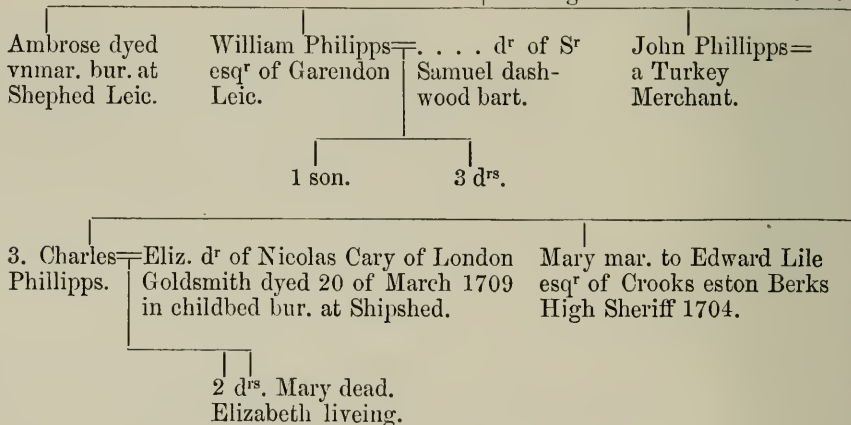 Ambrose dyed
vnmar. bur. at
Shephed Leic.
William Philipps=. . . . dʳ of Sʳ
esqʳ of Garendon Samuel dash-
Leic. wood bart.
John Phillipps=
a Turkey
Merchant.
1 son. 3 dʳˢ.
3. Charles=Eliz. dʳ of Nicolas Cary of London
Phillipps. Goldsmith dyed 20 of March 1709
in childbed bur. at Shipshed.
Mary mar. to Edward Lile
esqʳ of Crooks eston Berks
High Sheriff 1704.
2 dʳˢ. Mary dead.
Elizabeth liveing.